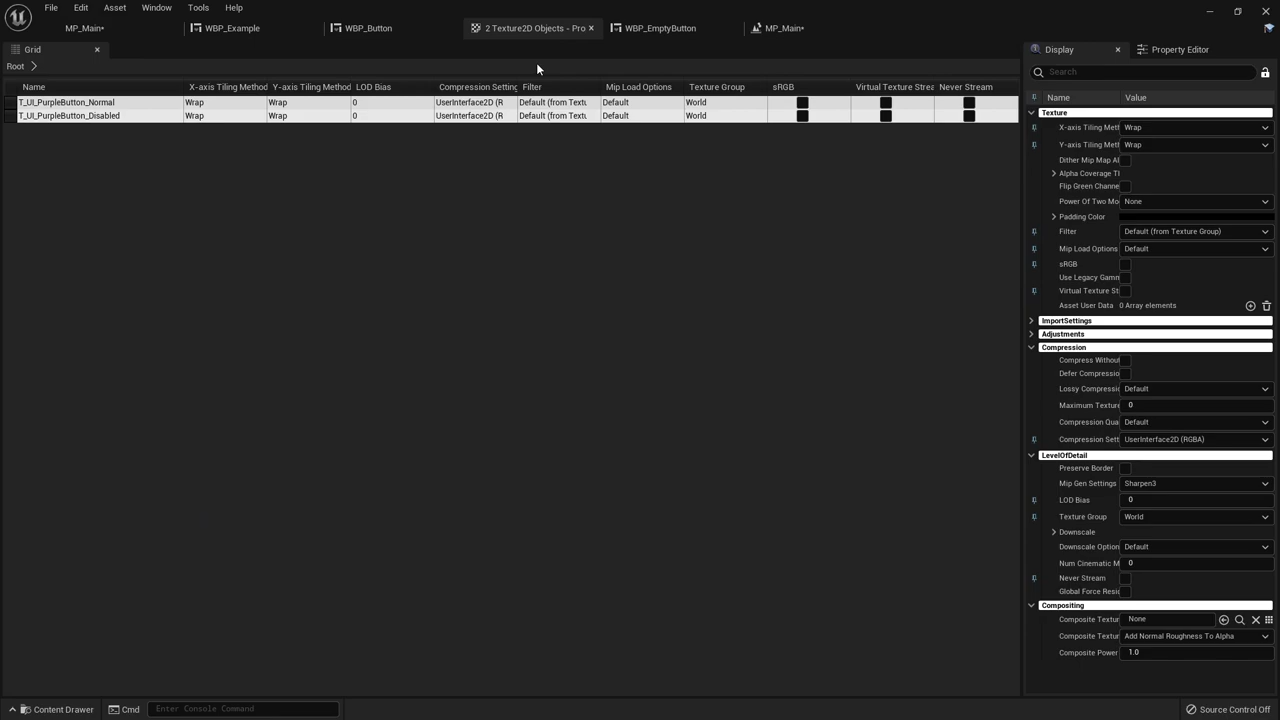 File Edit Asset Window Tools Help
MP_Main• WBP_Example WBP_Button 2 Texture2D Objects - Pro WBP_EmptyButton MP_Main•
Grid
Root
Name X-axis Tiling Method Y-axis Tiling Method LOD Bias Compression Setting Filter Mip Load Options Texture Group sRGB Virtual Texture Strea Never Stream
T_UI_PurpleButton_Normal Wrap Wrap 0 UserInterface2D (R Default (from Textu Default World
T_UI_PurpleButton_Disabled Wrap Wrap 0 UserInterface2D (R Default (from Textu Default World
Display Property Editor
Search
Name Value
Texture
X-axis Tiling Meth Wrap
Y-axis Tiling Meth Wrap
Dither Mip Map Al
Alpha Coverage Tl
Flip Green Channe
Power Of Two Mo None
Padding Color
Filter Default (from Texture Group)
Mip Load Options Default
sRGB
Use Legacy Gamn
Virtual Texture St
Asset User Data 0 Array elements
ImportSettings
Adjustments
Compression
Compress Without
Defer Compressio
Lossy Compressio Default
Maximum Texture 0
Compression Qua Default
Compression Sett UserInterface2D (RGBA)
LevelOfDetail
Preserve Border
Mip Gen Settings Sharpen3
LOD Bias 0
Texture Group World
Downscale
Downscale Option Default
Num Cinematic M 0
Never Stream
Global Force Resid
Compositing
Composite Textur None
Composite Textur Add Normal Roughness To Alpha
Composite Power 1.0
Content Drawer Cmd Enter Console Command Source Control Off